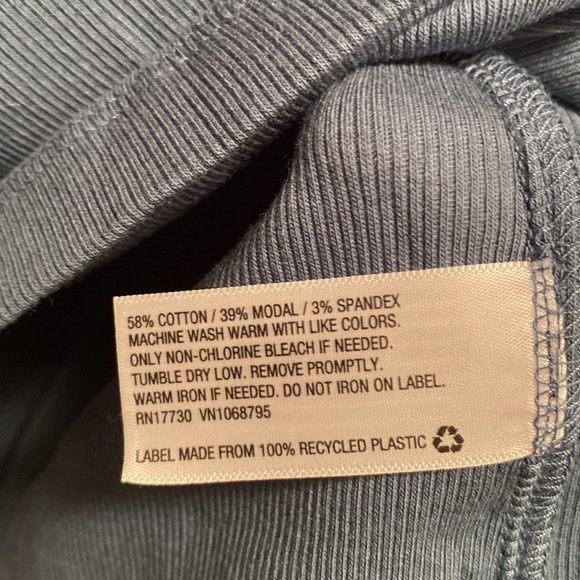 58% COTTON / 39% MODAL / 3% SPANDEX
MACHINE WASH WARM WITH LIKE COLORS.
ONLY NON-CHLORINE BLEACH IF NEEDED.
TUMBLE DRY LOW. REMOVE PROMPTLY.
WARM IRON IF NEEDED. DO NOT IRON ON LABEL.
RN17730 VN1068795
LABEL MADE FROM 100% RECYCLED PLASTIC